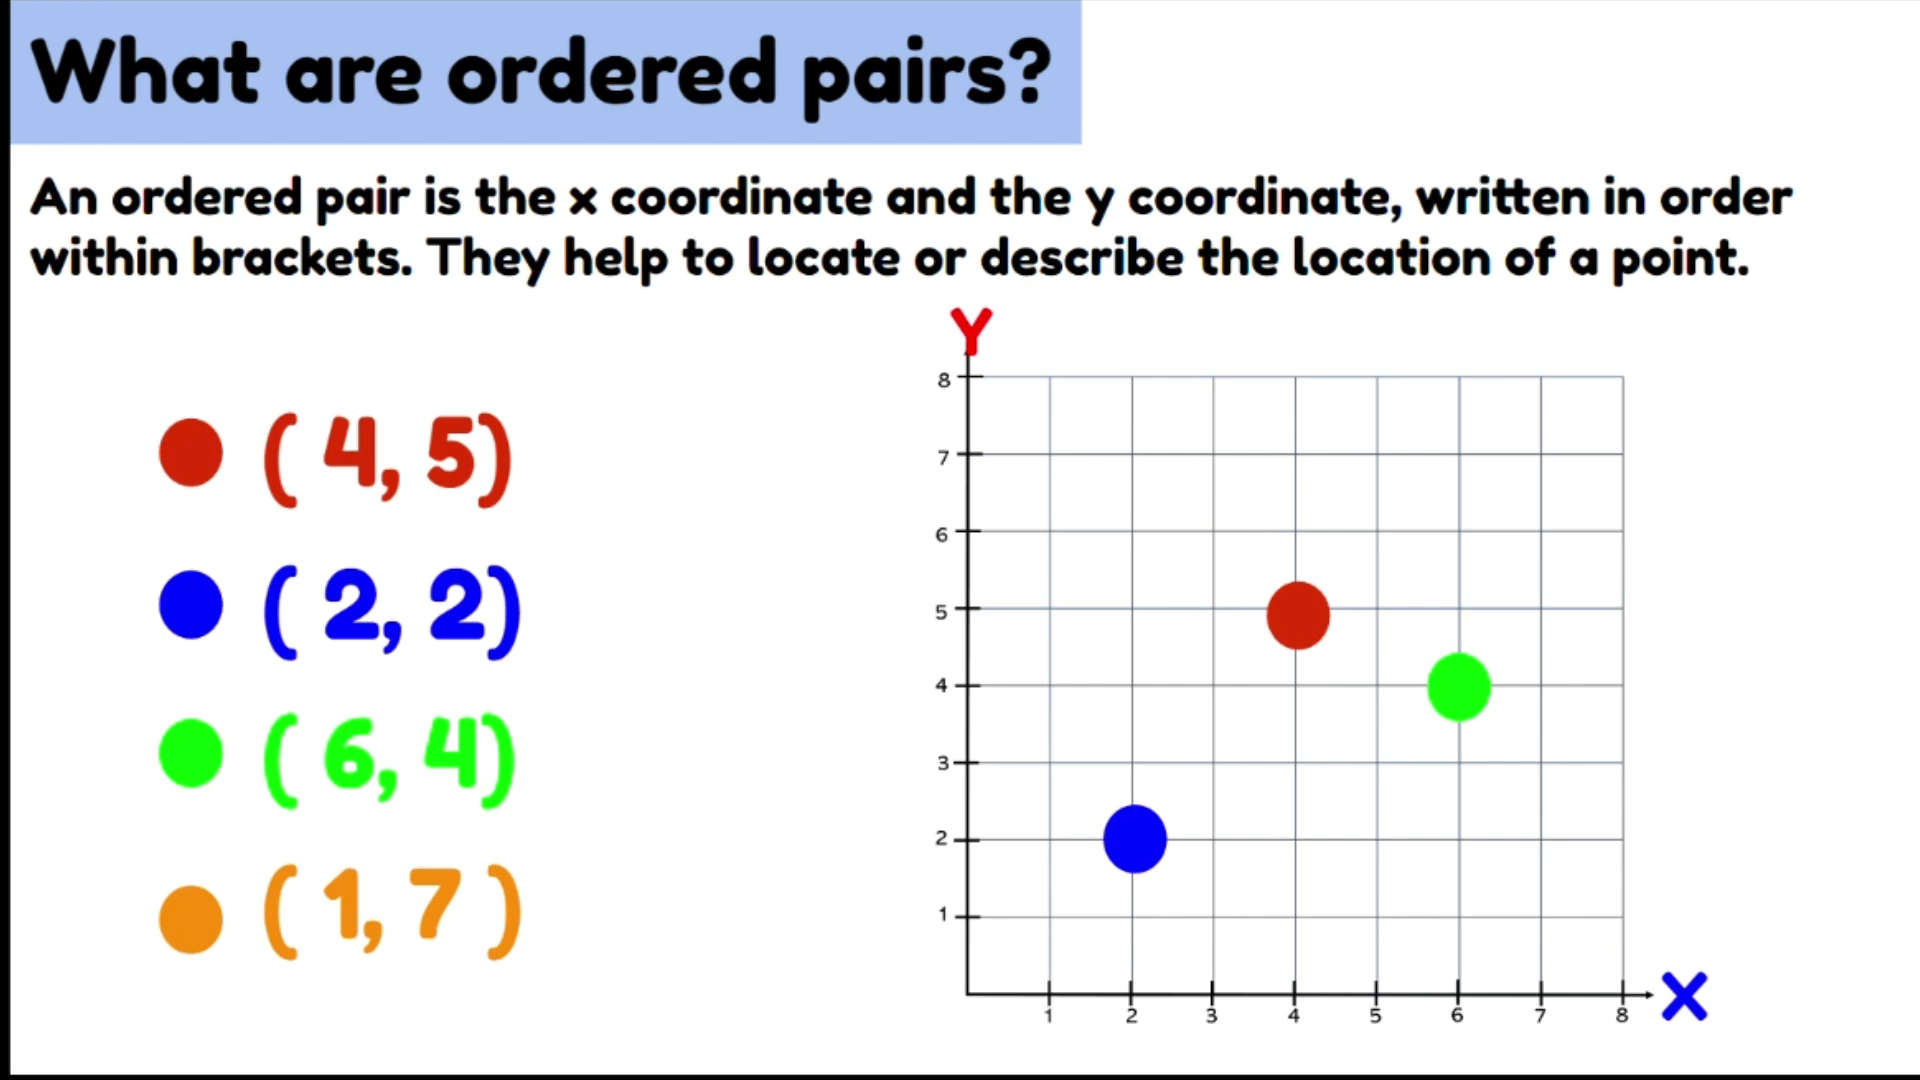 What are ordered pairs?
An ordered pair is the x coordinate and the y coordinate, written in order
within brackets. They help to locate or describe the location of a point.
( 4, 5)
( 2, 2)
( 6, 4)
( 1, 7 )
Y
8
7
6
5
4
3
2
1
1 2 3 4 5 6 7 8
X